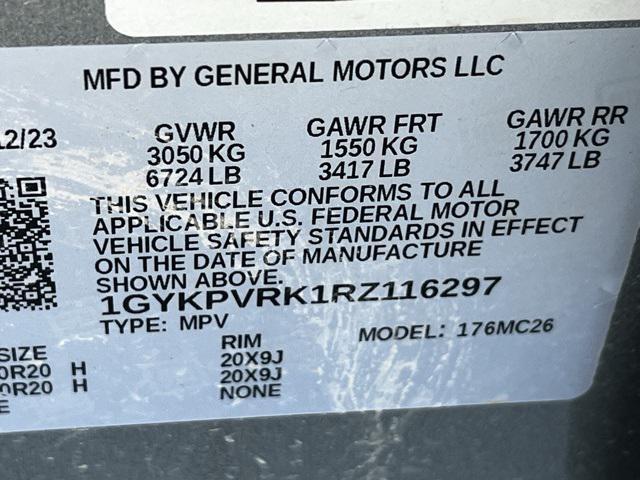 MFD BY GENERAL MOTORS LLC
2/23 GVWR GAWR FRT GAWR RR
3050 KG 1550 KG 1700 KG
6724 LB 3417 LB 3747 LB
THIS VEHICLE CONFORMS TO ALL
APPLICABLE U.S. FEDERAL MOTOR
VEHICLE SAFETY STANDARDS IN EFFECT
ON THE DATE OF MANUFACTURE
SHOWN ABOVE.
1GYKPVRK1RZ116297
TYPE: MPV MODEL: 176MC26
SIZE RIM
0R20 H 20X9J
0R20 H 20X9J
E NONE